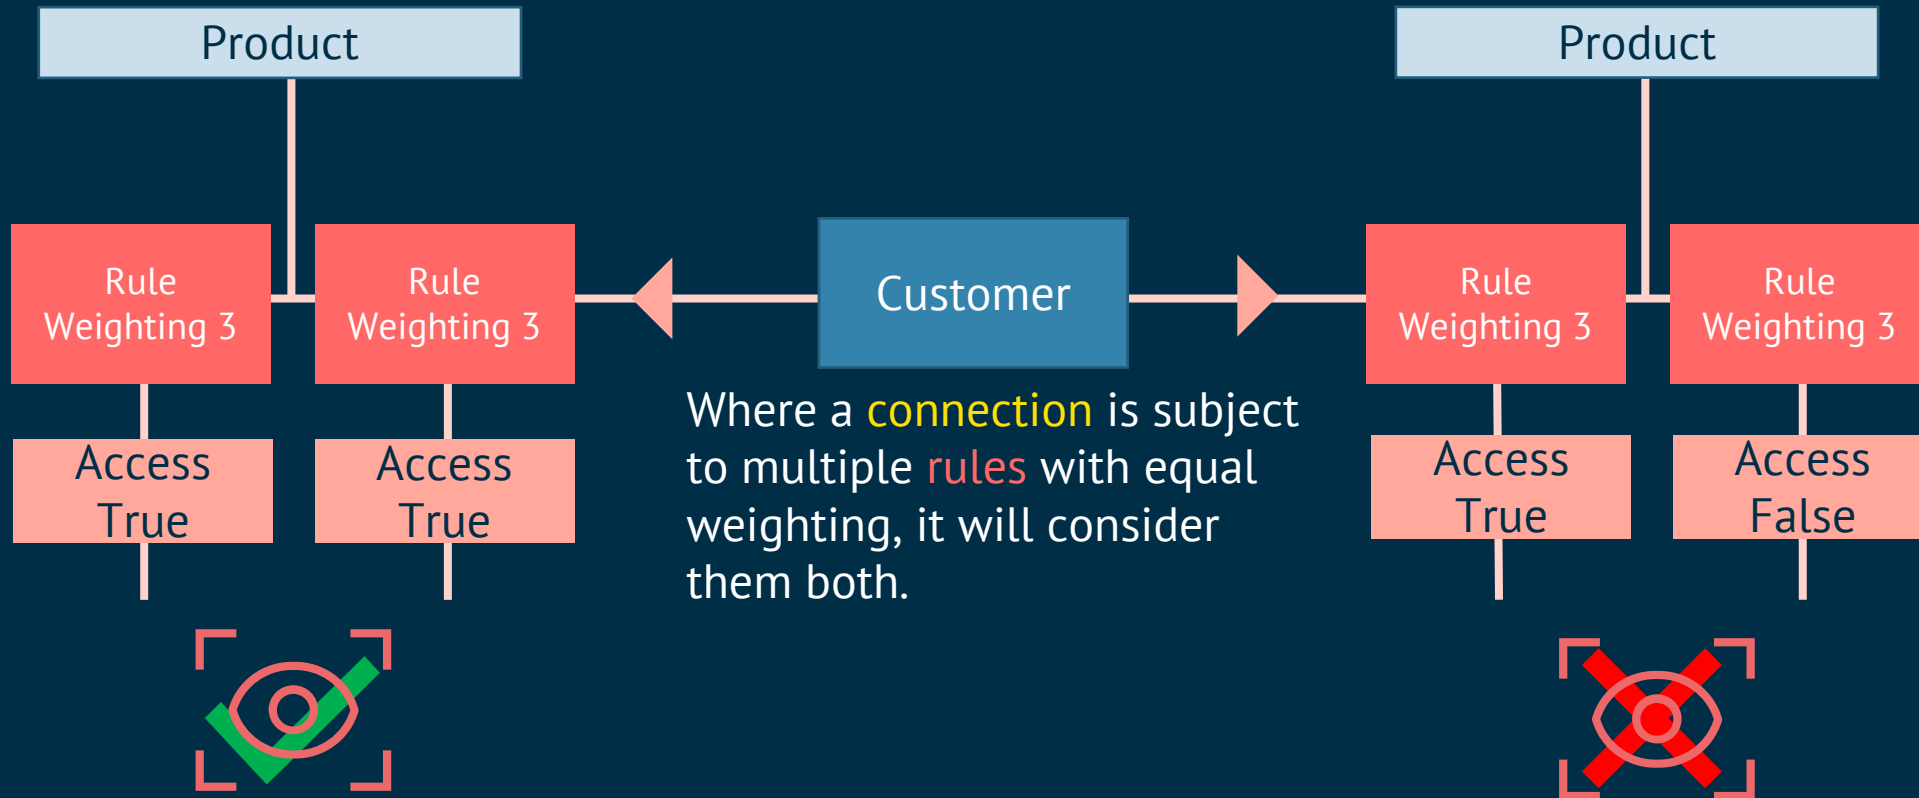 Product
Product
Rule
Weighting 3
Rule
Weighting 3
Customer
Rule
Weighting 3
Rule
Weighting 3
Where a connection is subject
to multiple rules with equal
weighting, it will consider
them both.
Access
True
Access
True
Access
True
Access
False